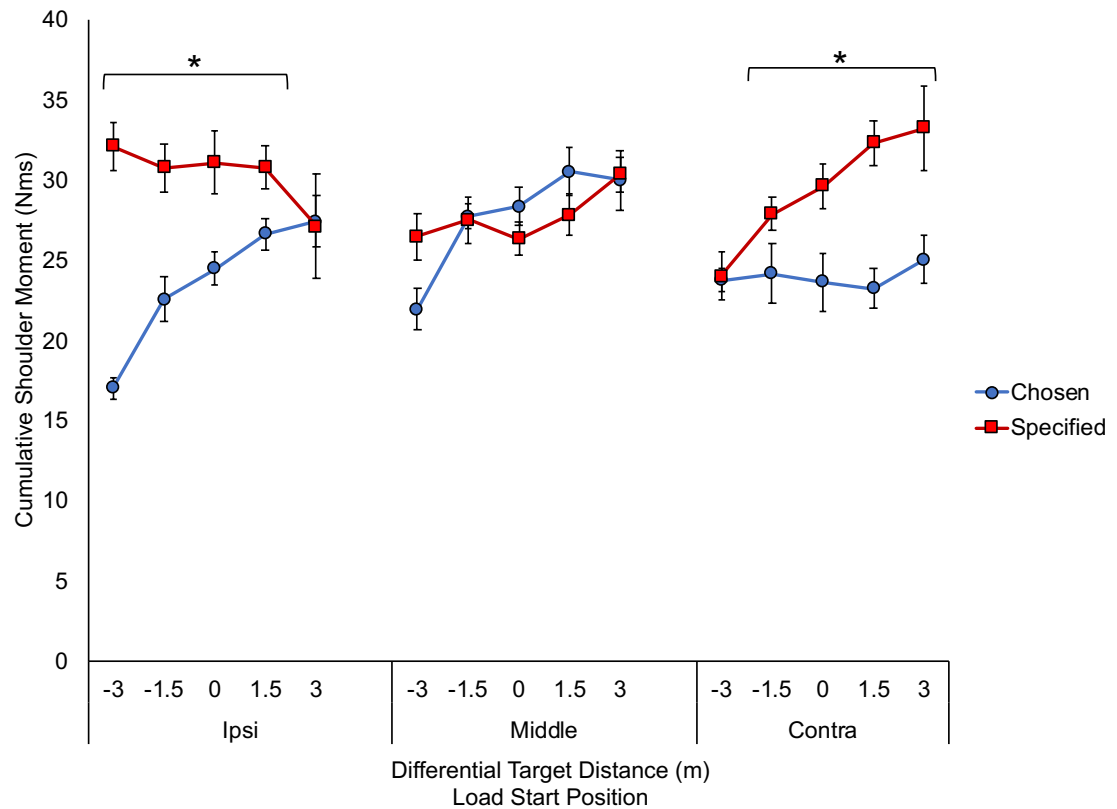 40
35
30
25
20
15
10
5
0
Cumulative Shoulder Moment (Nms)
*
*
Chosen
Specified
-3 -1.5 0 1.5 3 -3 -1.5 0 1.5 3 -3 -1.5 0 1.5 3
Ipsi Middle Contra
Differential Target Distance (m)
Load Start Position